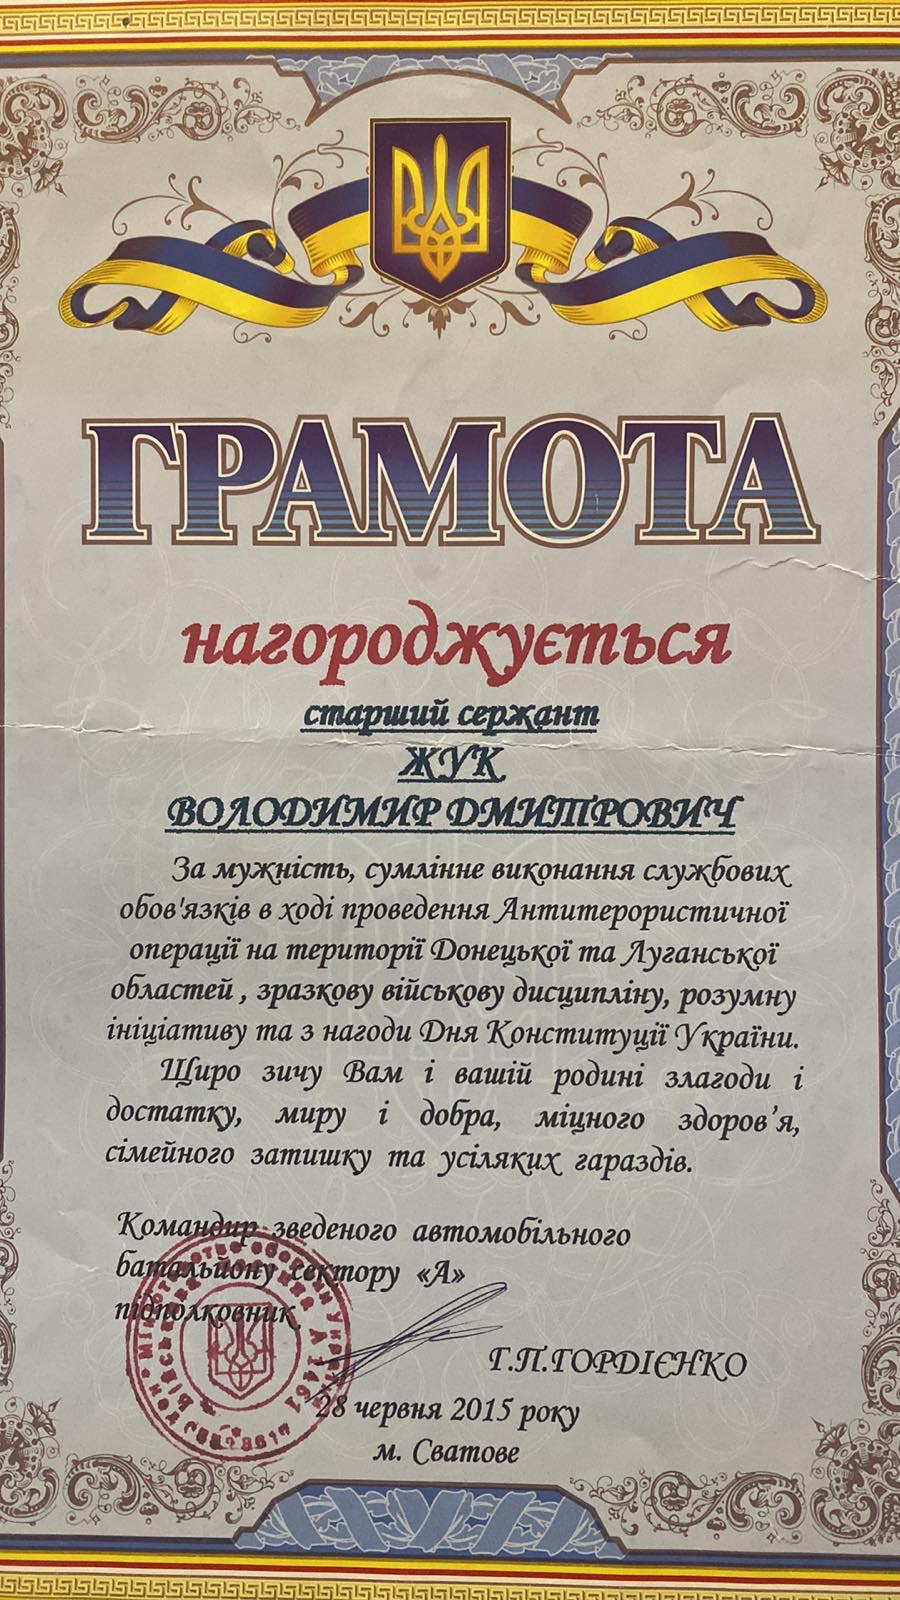 ГРАМОТА
нагороджується
старший сержант
ЖУК
ВОЛОДИМИР ДМИТРОВИЧ
За мужність, сумлінне виконання службових
обов'язків в ході проведення Антитерористичної
операції на території Донецької та Луганської
областей , зразкову військову дисципліну, розумну
ініціативу та з нагоди Дня Конституції України.
Щиро зичу Вам і вашій родині злагоди і
достатку, миру і добра, міцного здоров’я,
сімейного затишку та усіляких гараздів.
Командир зведеного автомобільного
батальйону сектору «А»
підполковник
Г.П.ГОРДІЄНКО
28 червня 2015 року
м. Сватове
Міністерство оборони України